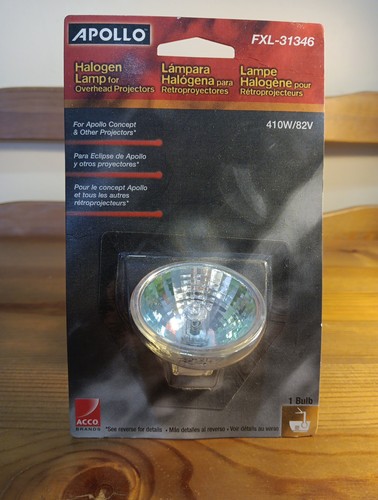 APOLLO®
FXL-31346
Halogen
Lamp for
Overhead Projectors
Lámpara
Halógena para
Retroproyectores
Lampe
Halogène pour
Rétroprojecteurs
For Apollo Concept
& Other Projectors*
410W/82V
Para Eclipse de Apollo
y otros proyectores*
Pour le concept Apollo
et tous les autres
rétroprojecteurs*
1 Bulb
ACCO
BRANDS
*See reverse for details • Más detalles al reverso • Voir détails au verso